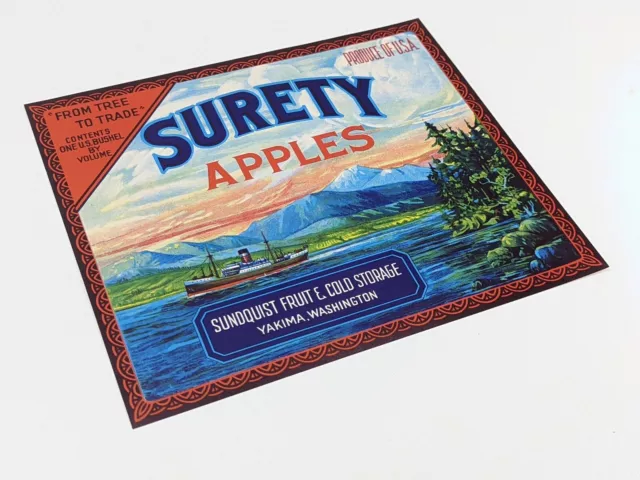 "FROM TREE
TO TRADE"
CONTENTS
ONE U.S. BUSHEL
BY
VOLUME
PRODUCE OF U.S.A.
SURETY
APPLES
SUNDQUIST FRUIT & COLD STORAGE
YAKIMA, WASHINGTON